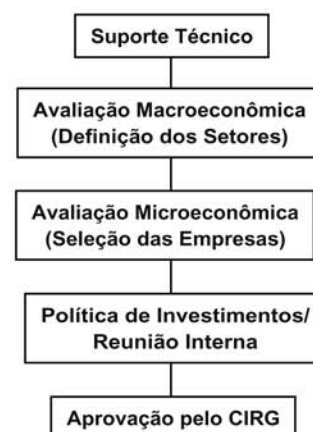 Suporte Técnico
Avaliação Macroeconômica
(Definição dos Setores)
Avaliação Microeconômica
(Seleção das Empresas)
Política de Investimentos/
Reunião Interna
Aprovação pelo CIRG